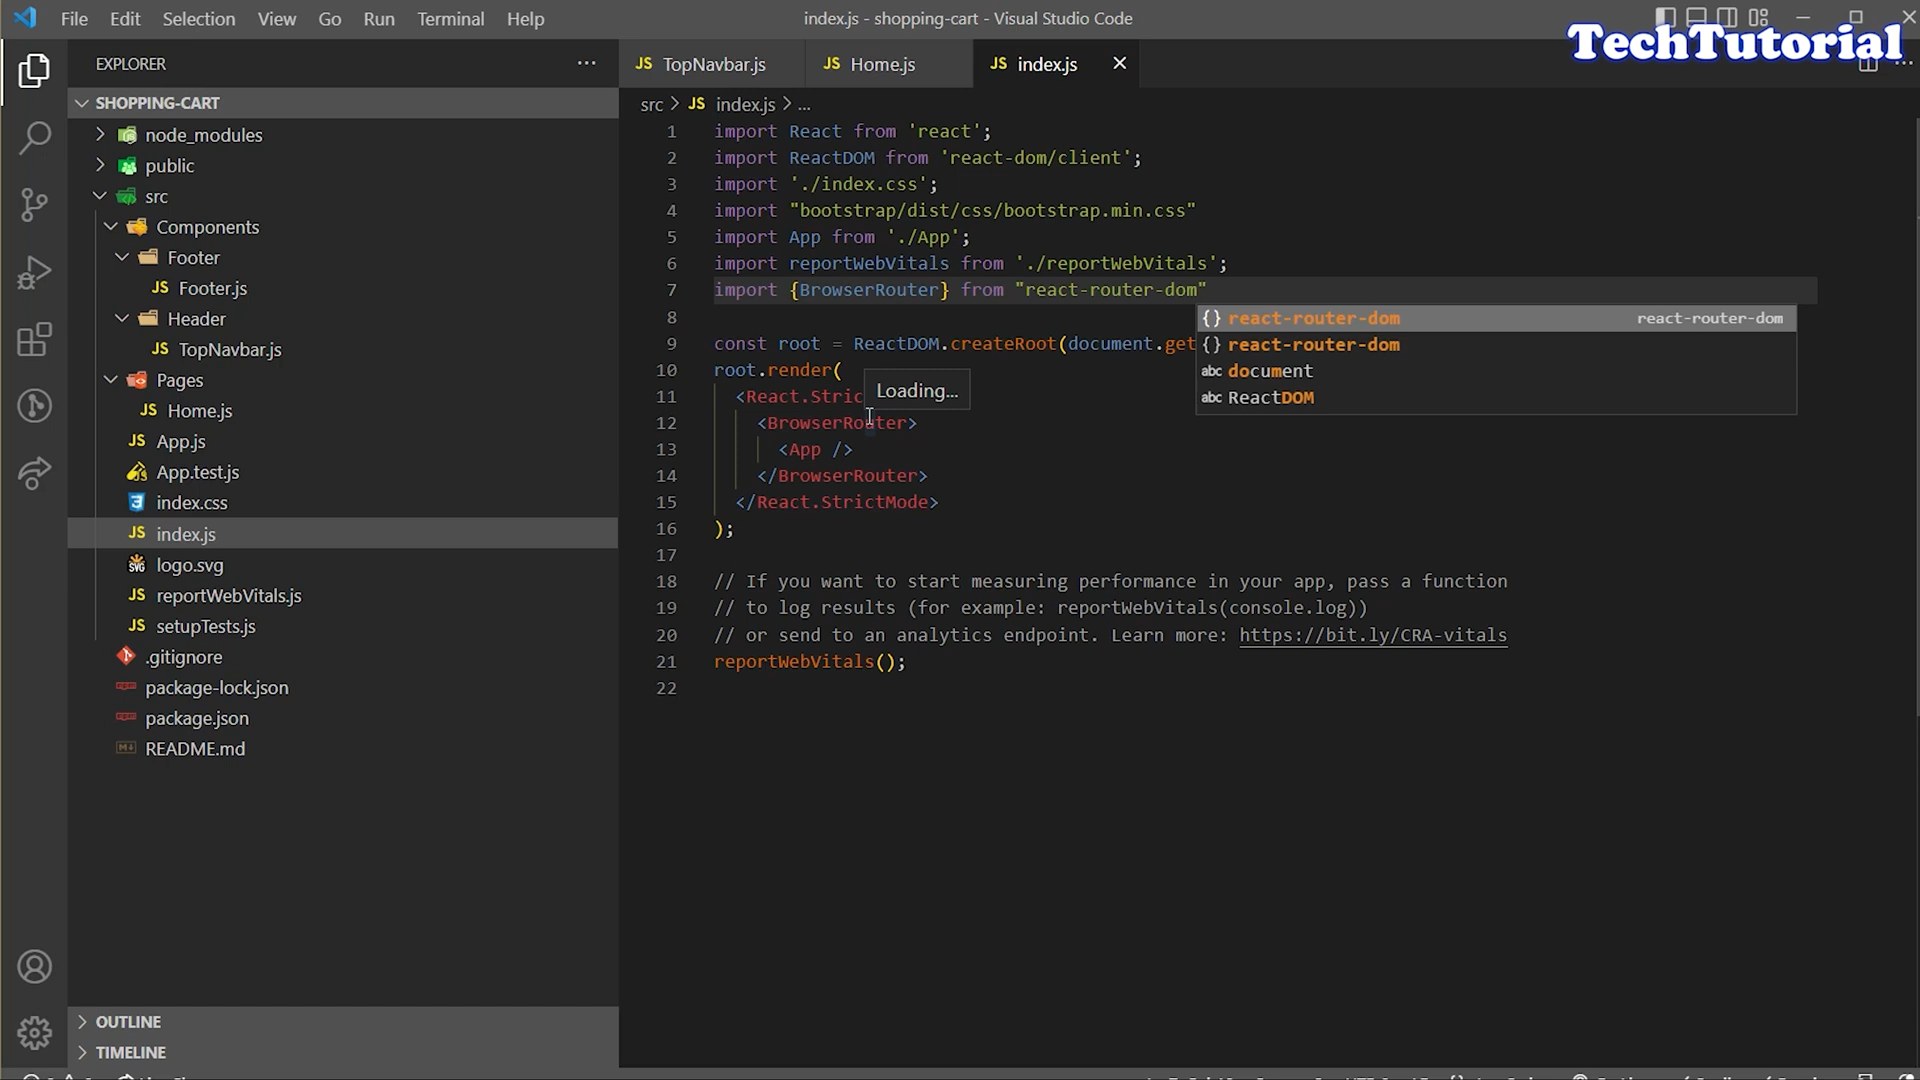 File Edit Selection View Go Run Terminal Help
index.js - shopping-cart - Visual Studio Code
TechTutorial
EXPLORER
JS TopNavbar.js
JS Home.js
JS index.js
SHOPPING-CART
node_modules
public
src
Components
Footer
JS Footer.js
Header
JS TopNavbar.js
Pages
JS Home.js
JS App.js
App.test.js
index.css
JS index.js
SVG logo.svg
JS reportWebVitals.js
JS setupTests.js
.gitignore
package-lock.json
package.json
README.md
OUTLINE
TIMELINE
src > JS index.js > ...
1 import React from 'react';
2 import ReactDOM from 'react-dom/client';
3 import './index.css';
4 import "bootstrap/dist/css/bootstrap.min.css"
5 import App from './App';
6 import reportWebVitals from './reportWebVitals';
7 import {BrowserRouter} from "react-router-dom"
8
9 const root = ReactDOM.createRoot(document.get
10 root.render(
11 <React.Stric
12 <BrowserRouter>
13 <App />
14 </BrowserRouter>
15 </React.StrictMode>
16 );
17
18 // If you want to start measuring performance in your app, pass a function
19 // to log results (for example: reportWebVitals(console.log))
20 // or send to an analytics endpoint. Learn more: https://bit.ly/CRA-vitals
21 reportWebVitals();
22
Loading...
{} react-router-dom react-router-dom
{} react-router-dom
abc document
abc ReactDOM